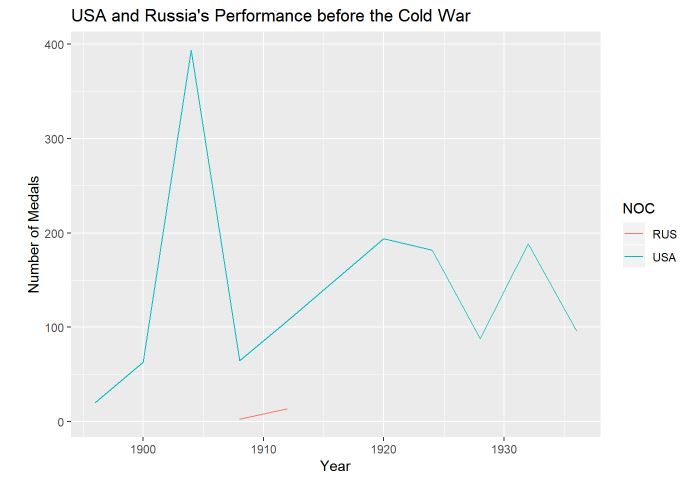 USA and Russia's Performance before the Cold War
400
300
200
100
0
Number of Medals
1900 1910 1920 1930
Year
NOC
RUS
USA